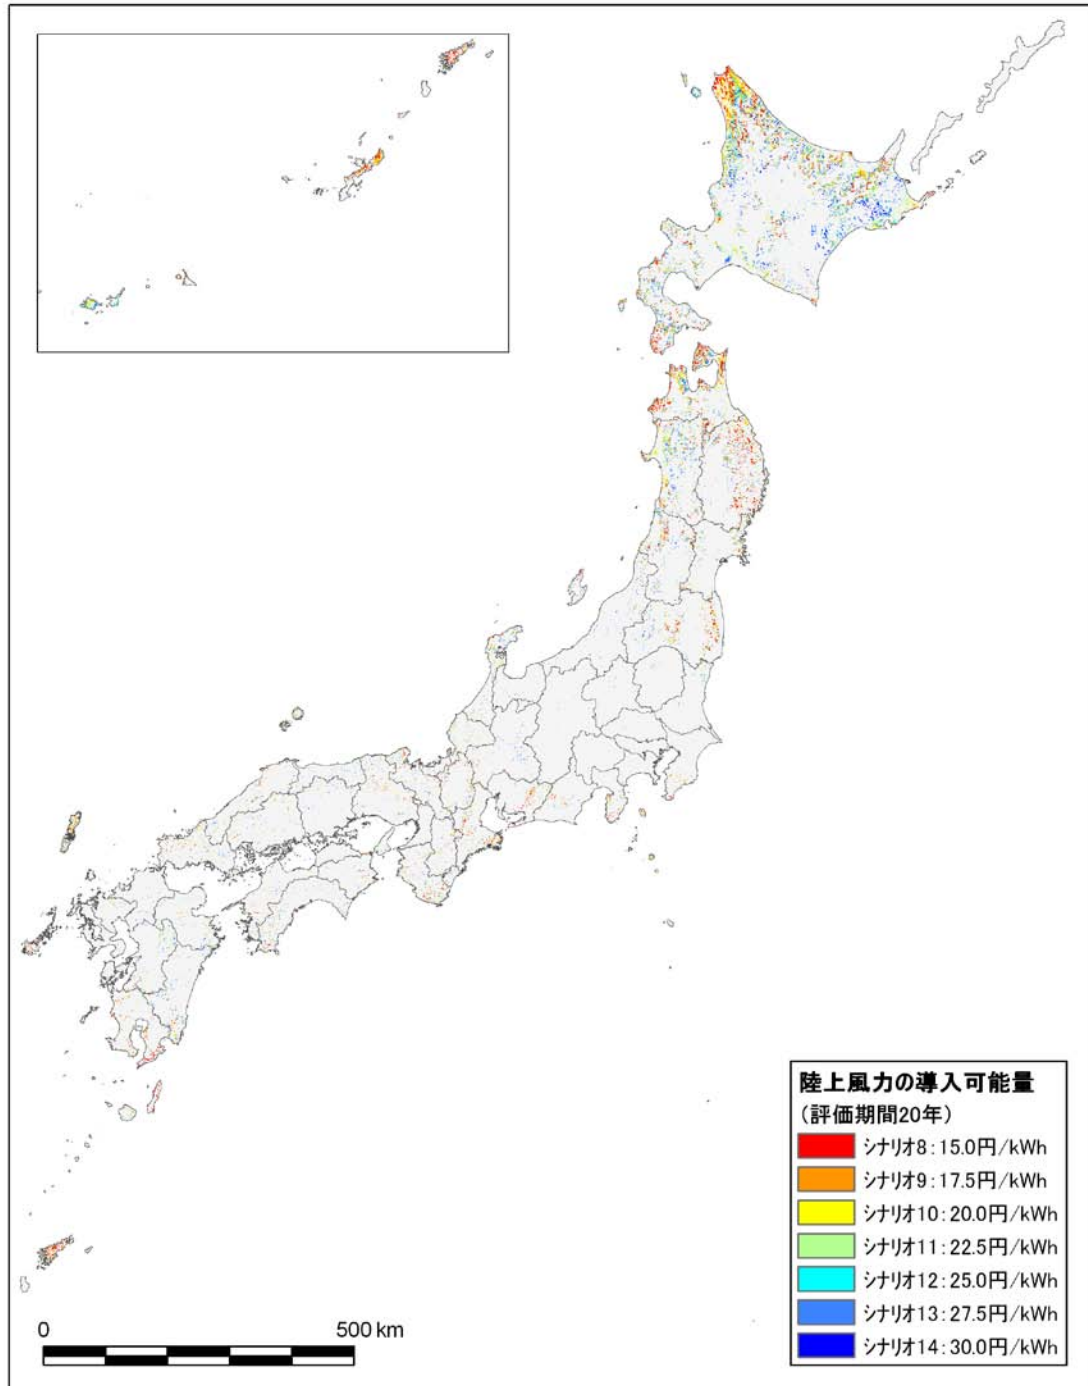 陸上風力の導入可能量
(評価期間20年)
シナリオ8:15.0円/kWh
シナリオ9:17.5円/kWh
シナリオ10:20.0円/kWh
シナリオ11:22.5円/kWh
シナリオ12:25.0円/kWh
シナリオ13:27.5円/kWh
シナリオ14:30.0円/kWh
0 500 km